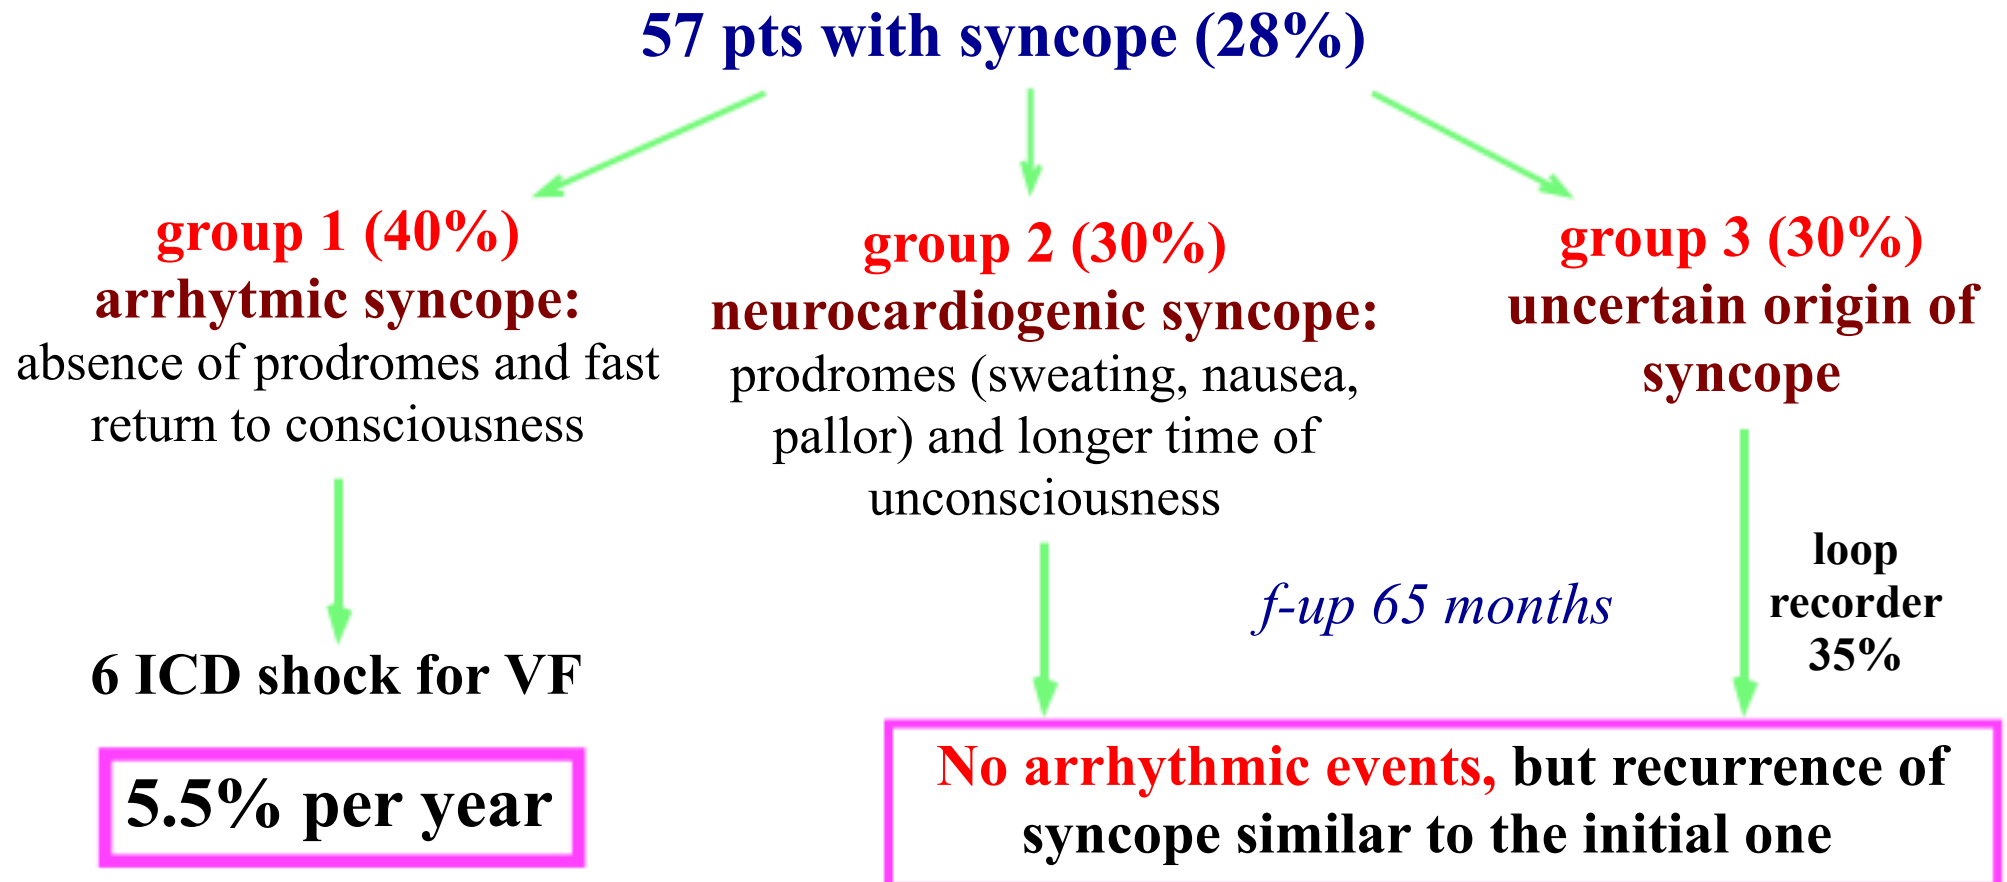 57 pts with syncope (28%)
group 1 (40%)
arrhytmic syncope:
absence of prodromes and fast
return to consciousness
6 ICD shock for VF
5.5% per year
group 2 (30%)
neurocardiogenic syncope:
prodromes (sweating, nausea,
pallor) and longer time of
unconsciousness
group 3 (30%)
uncertain origin of
syncope
f-up 65 months
loop
recorder
35%
No arrhythmic events, but recurrence of
syncope similar to the initial one